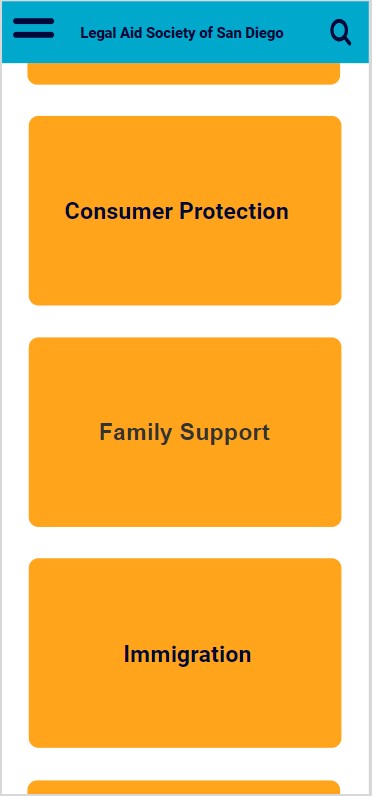 Legal Aid Society of San Diego
Consumer Protection
Family Support
Immigration